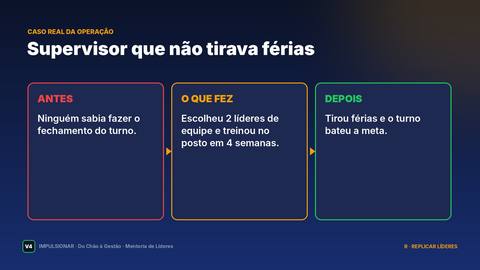 CASO REAL DA OPERAÇÃO
Supervisor que não tirava férias
ANTES
Ninguém sabia fazer o
fechamento do turno.
O QUE FEZ
Escolheu 2 líderes de
equipe e treinou no
posto em 4 semanas.
DEPOIS
Tirou férias e o turno
bateu a meta.
V4 IMPULSIONAR · Do Chão à Gestão · Mentoria de Líderes
R · REPLICAR LÍDERES